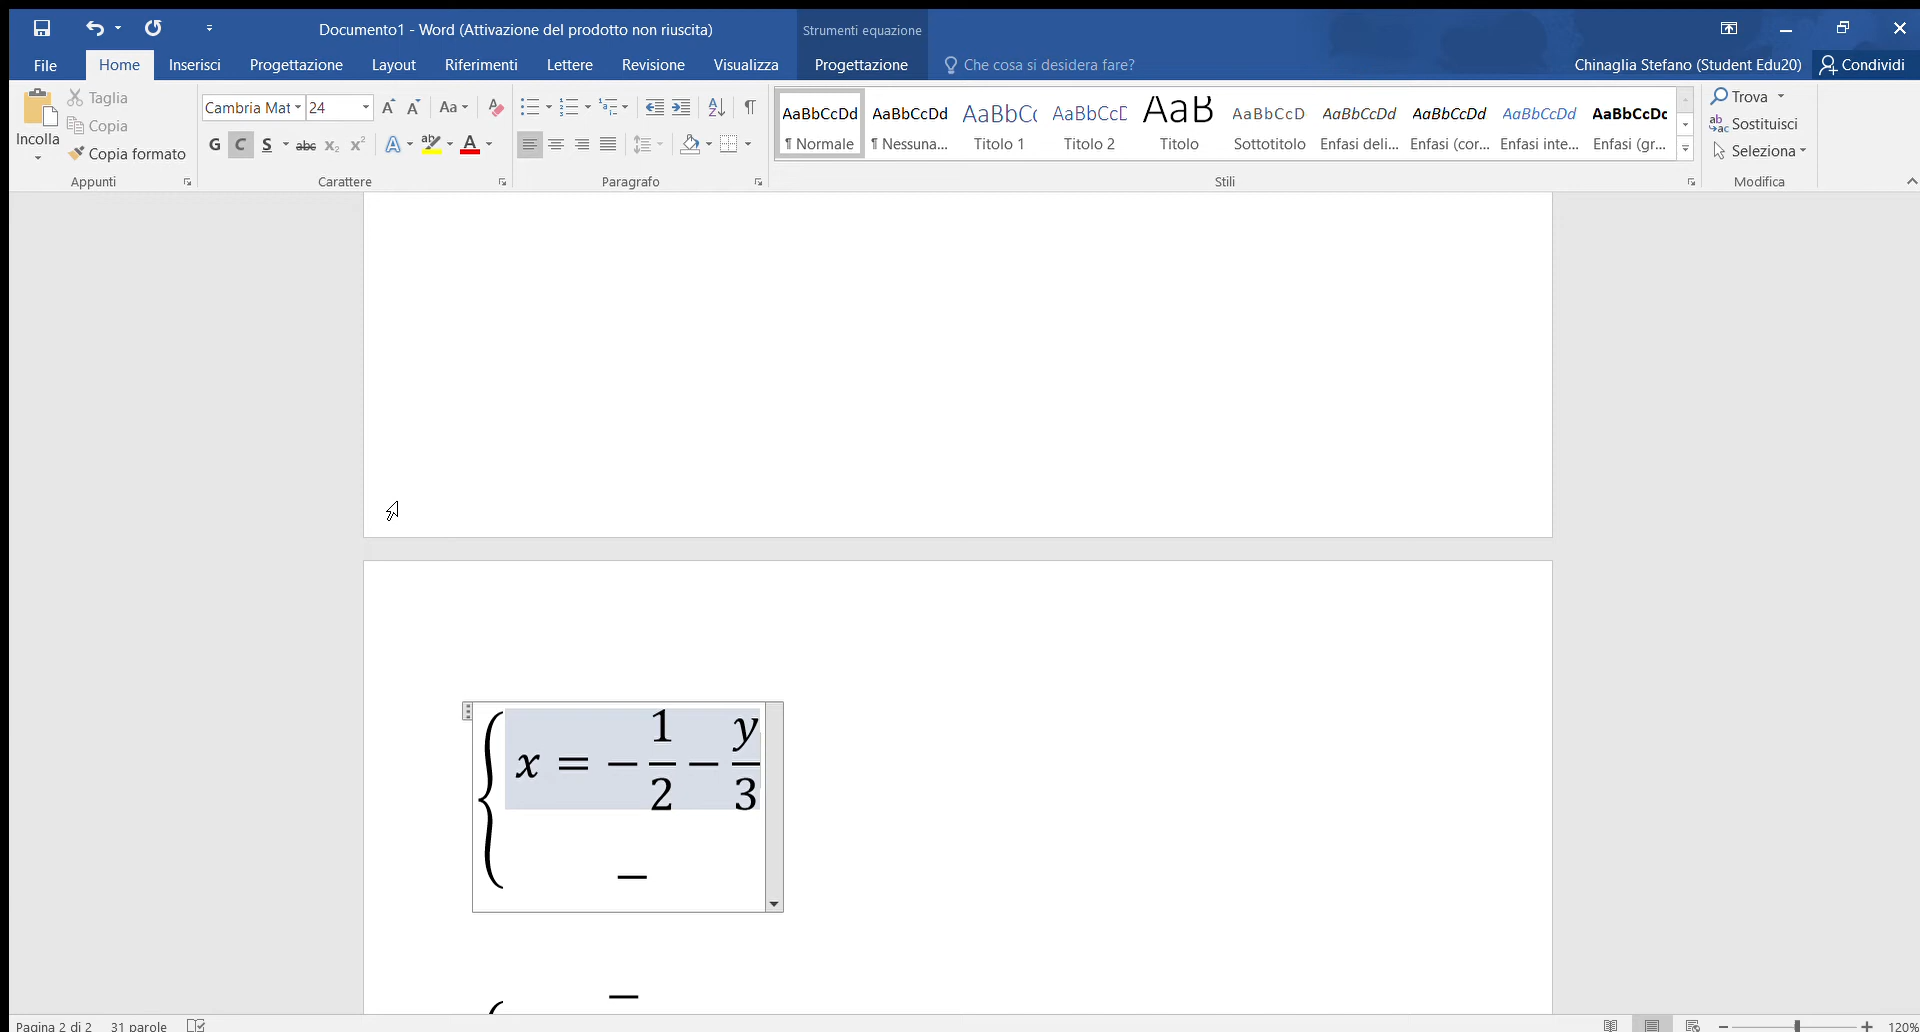 Documento1 - Word (Attivazione del prodotto non riuscita)
Strumenti equazione
File Home Inserisci Progettazione Layout Riferimenti Lettere Revisione Visualizza Progettazione Che cosa si desidera fare? Chinaglia Stefano (Student Edu20) Condividi
Incolla
Taglia
Copia
Copia formato
Appunti
Cambria Mat 24 Aa
G C S abc x₂ x² A ab A
Carattere
Paragrafo
AaBbCcDd AaBbCcDd AaBbCc AaBbCcD AaB AaBbCcD AaBbCcDd AaBbCcDd AaBbCcDd AaBbCcDc
¶ Normale ¶ Nessuna... Titolo 1 Titolo 2 Titolo Sottotitolo Enfasi deli... Enfasi (cor... Enfasi inte... Enfasi (gr...
Stili
Trova
Sostituisci
Seleziona
Modifica
{ x = − 1/2 − y/3
−
−
Pagina 2 di 2 31 parole 120%